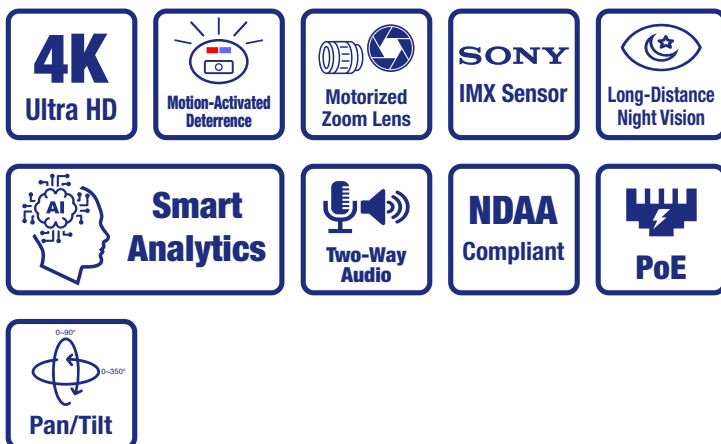 4K
Ultra HD
Motion-Activated
Deterrence
Motorized
Zoom Lens
SONY
IMX Sensor
Long-Distance
Night Vision
AI
Smart
Analytics
Two-Way
Audio
NDAA
Compliant
PoE
0~90°
0~350°
Pan/Tilt